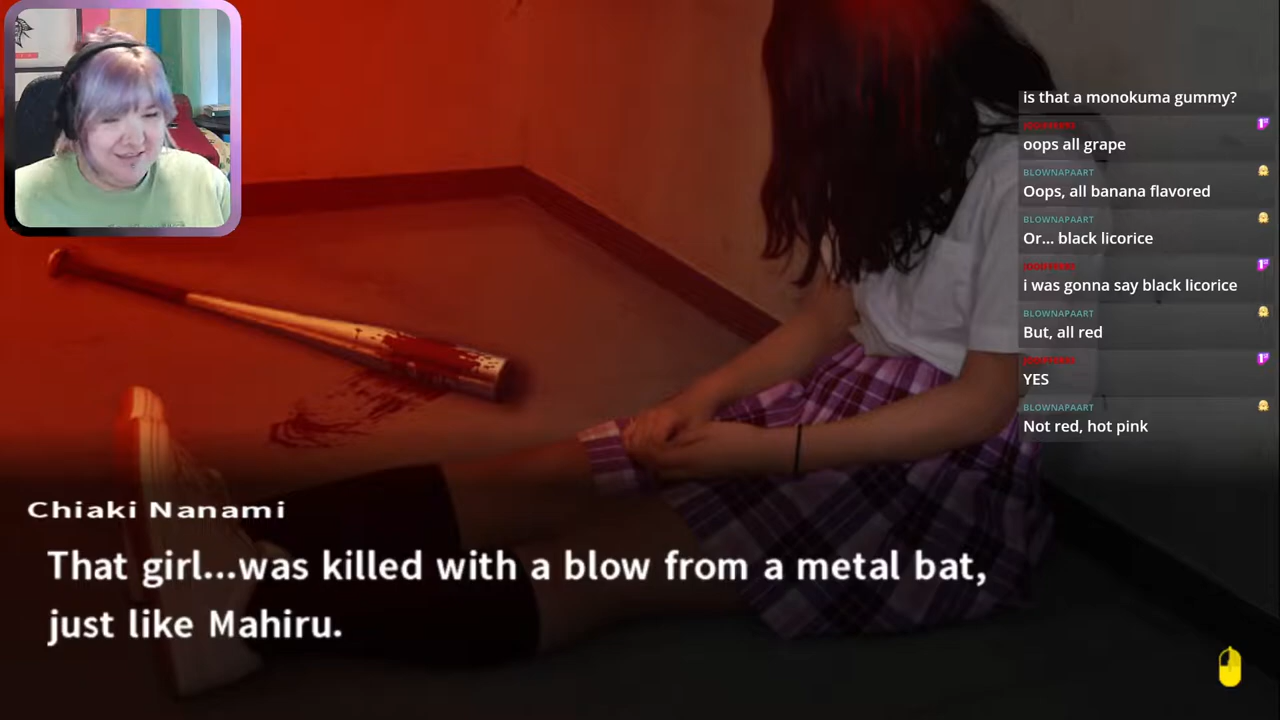 is that a monokuma gummy?
oops all grape
BLOWNAPAART
Oops, all banana flavored
BLOWNAPAART
Or... black licorice
i was gonna say black licorice
BLOWNAPAART
But, all red
YES
BLOWNAPAART
Not red, hot pink
Chiaki Nanami
That girl...was killed with a blow from a metal bat,
just like Mahiru.